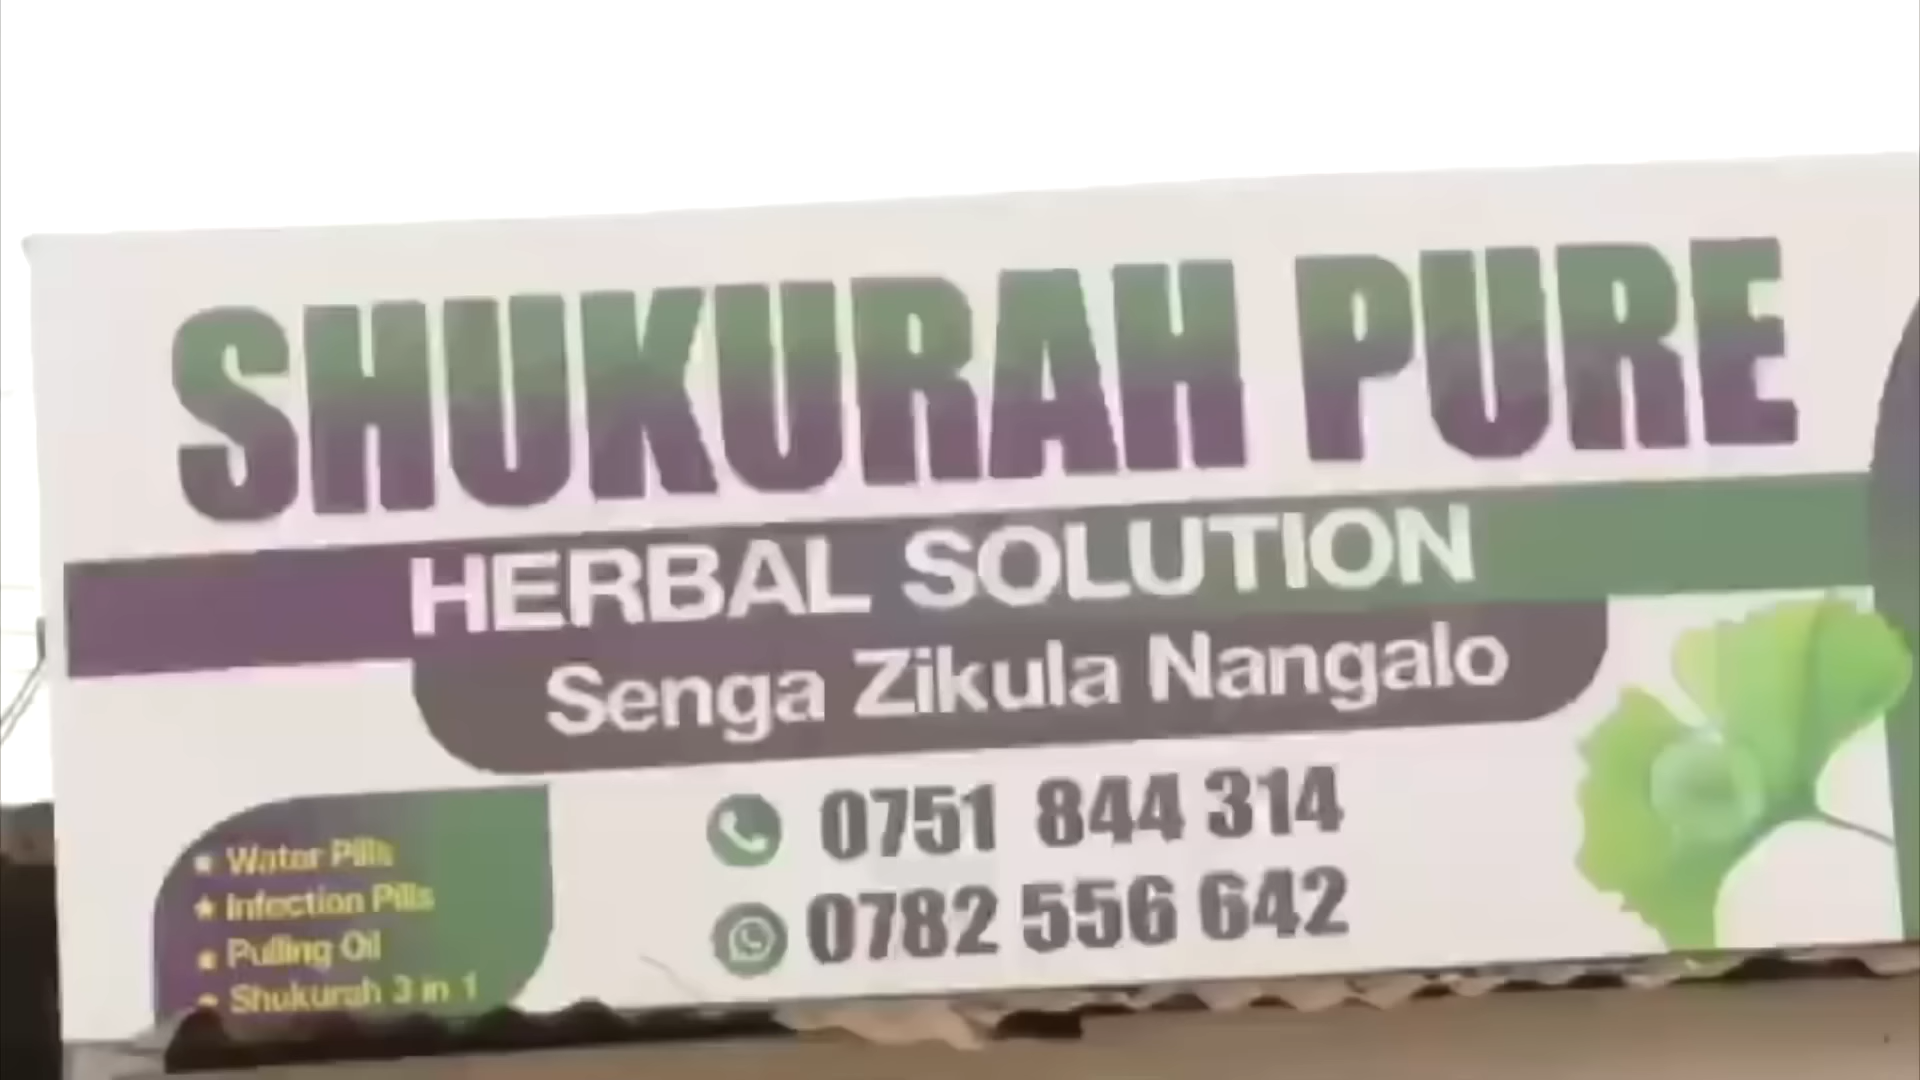 SHUKURAH PURE
HERBAL SOLUTION
Senga Zikula Nangalo
0751 844 314
0782 556 642
Water Pills
Infection Pills
Pulling Oil
Shukurah 3 in 1